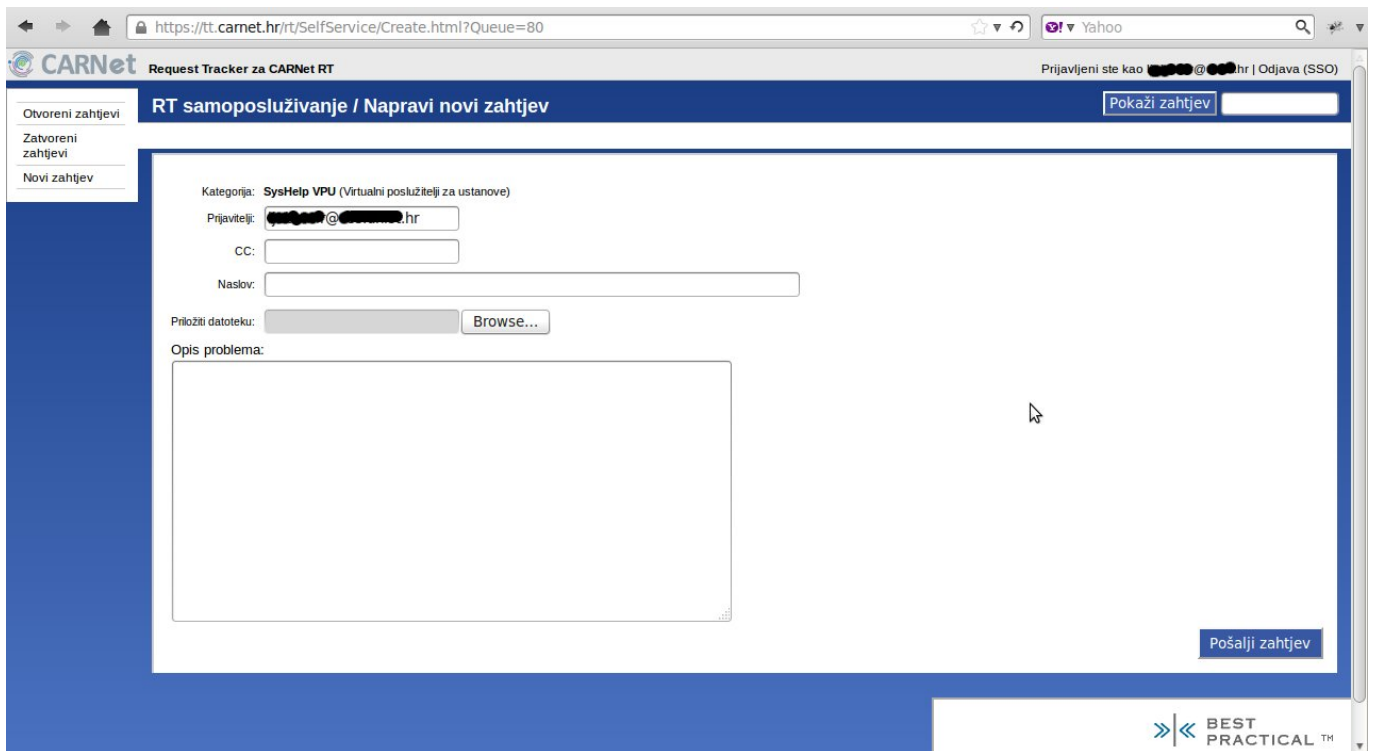 https://tt.carnet.hr/rt/SelfService/Create.html?Queue=80
Yahoo
CARNet Request Tracker za CARNet RT
Prijavljeni ste kao @ hr | Odjava (SSO)
Otvoreni zahtjevi
Zatvoreni
zahtjevi
Novi zahtjev
RT samoposluživanje / Napravi novi zahtjev
Pokaži zahtjev
Kategorija: SysHelp VPU (Virtualni poslužitelji za ustanove)
Prijavitelji: @ .hr
CC:
Naslov:
Priložiti datoteku: Browse...
Opis problema:
Pošalji zahtjev
BEST
PRACTICAL ™